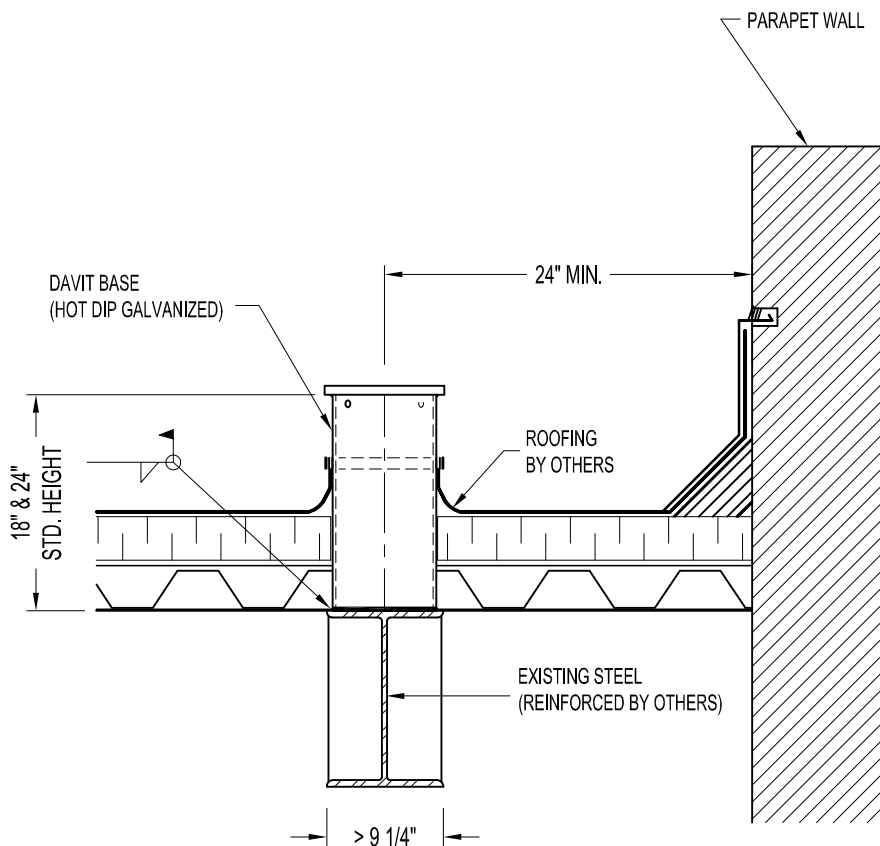 PARAPET WALL
24" MIN.
DAVIT BASE
(HOT DIP GALVANIZED)
ROOFING
BY OTHERS
18" & 24"
STD. HEIGHT
EXISTING STEEL
(REINFORCED BY OTHERS)
> 9 1/4"